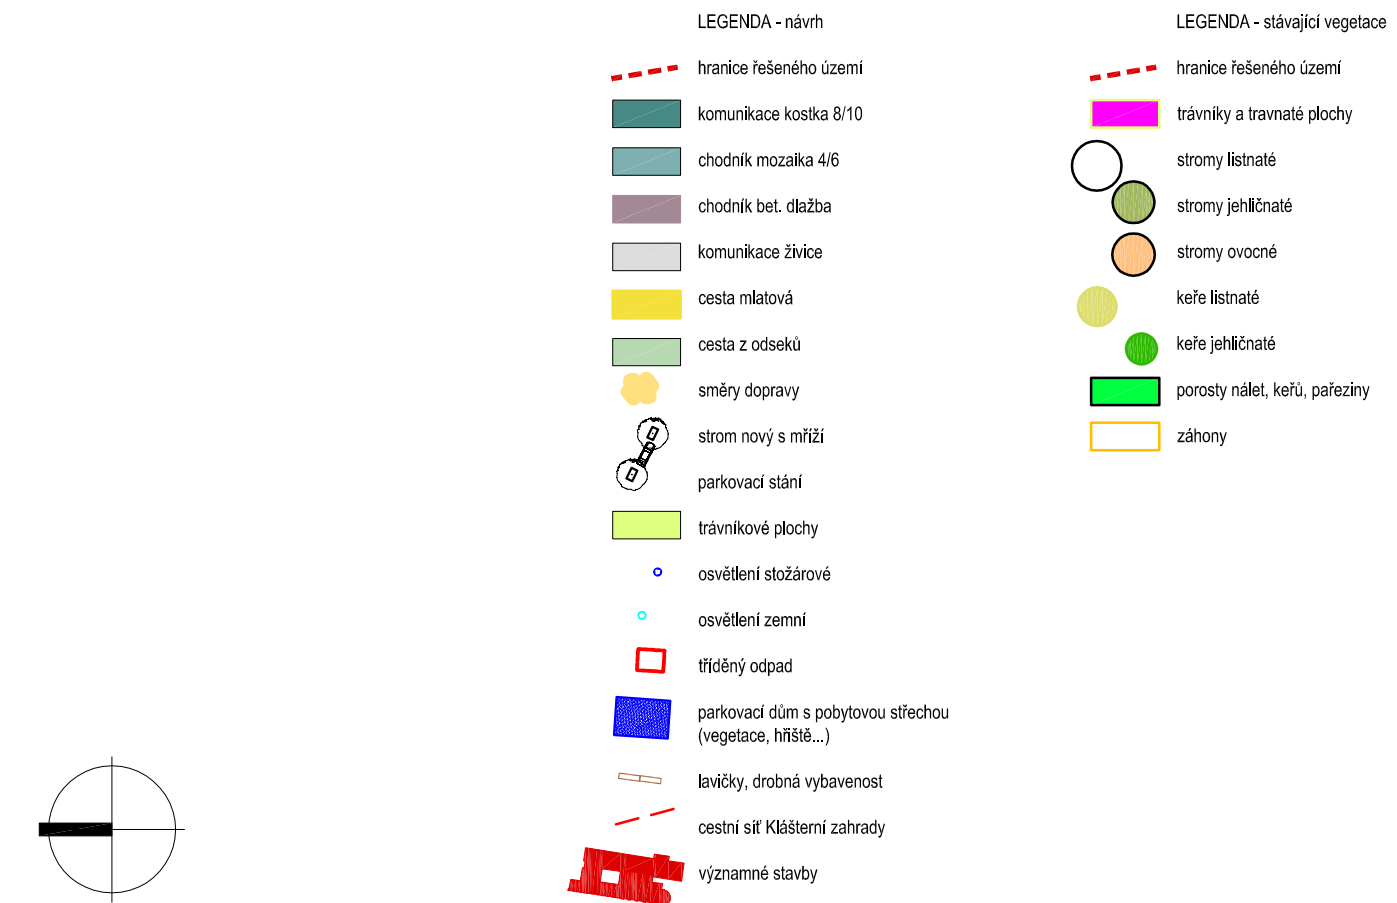 LEGENDA - návrh
hranice řešeného území
komunikace kostka 8/10
chodník mozaika 4/6
chodník bet. dlažba
komunikace živice
cesta mlatová
cesta z odseků
směry dopravy
strom nový s mříží
parkovací stání
trávníkové plochy
osvětlení stožárové
osvětlení zemní
tříděný odpad
parkovací dům s pobytovou střechou
(vegetace, hřiště...)
lavičky, drobná vybavenost
cestní síť Klášterní zahrady
významné stavby
LEGENDA - stávající vegetace
hranice řešeného území
trávníky a travnaté plochy
stromy listnaté
stromy jehličnaté
stromy ovocné
keře listnaté
keře jehličnaté
porosty nálet, keřů, pařeziny
záhony